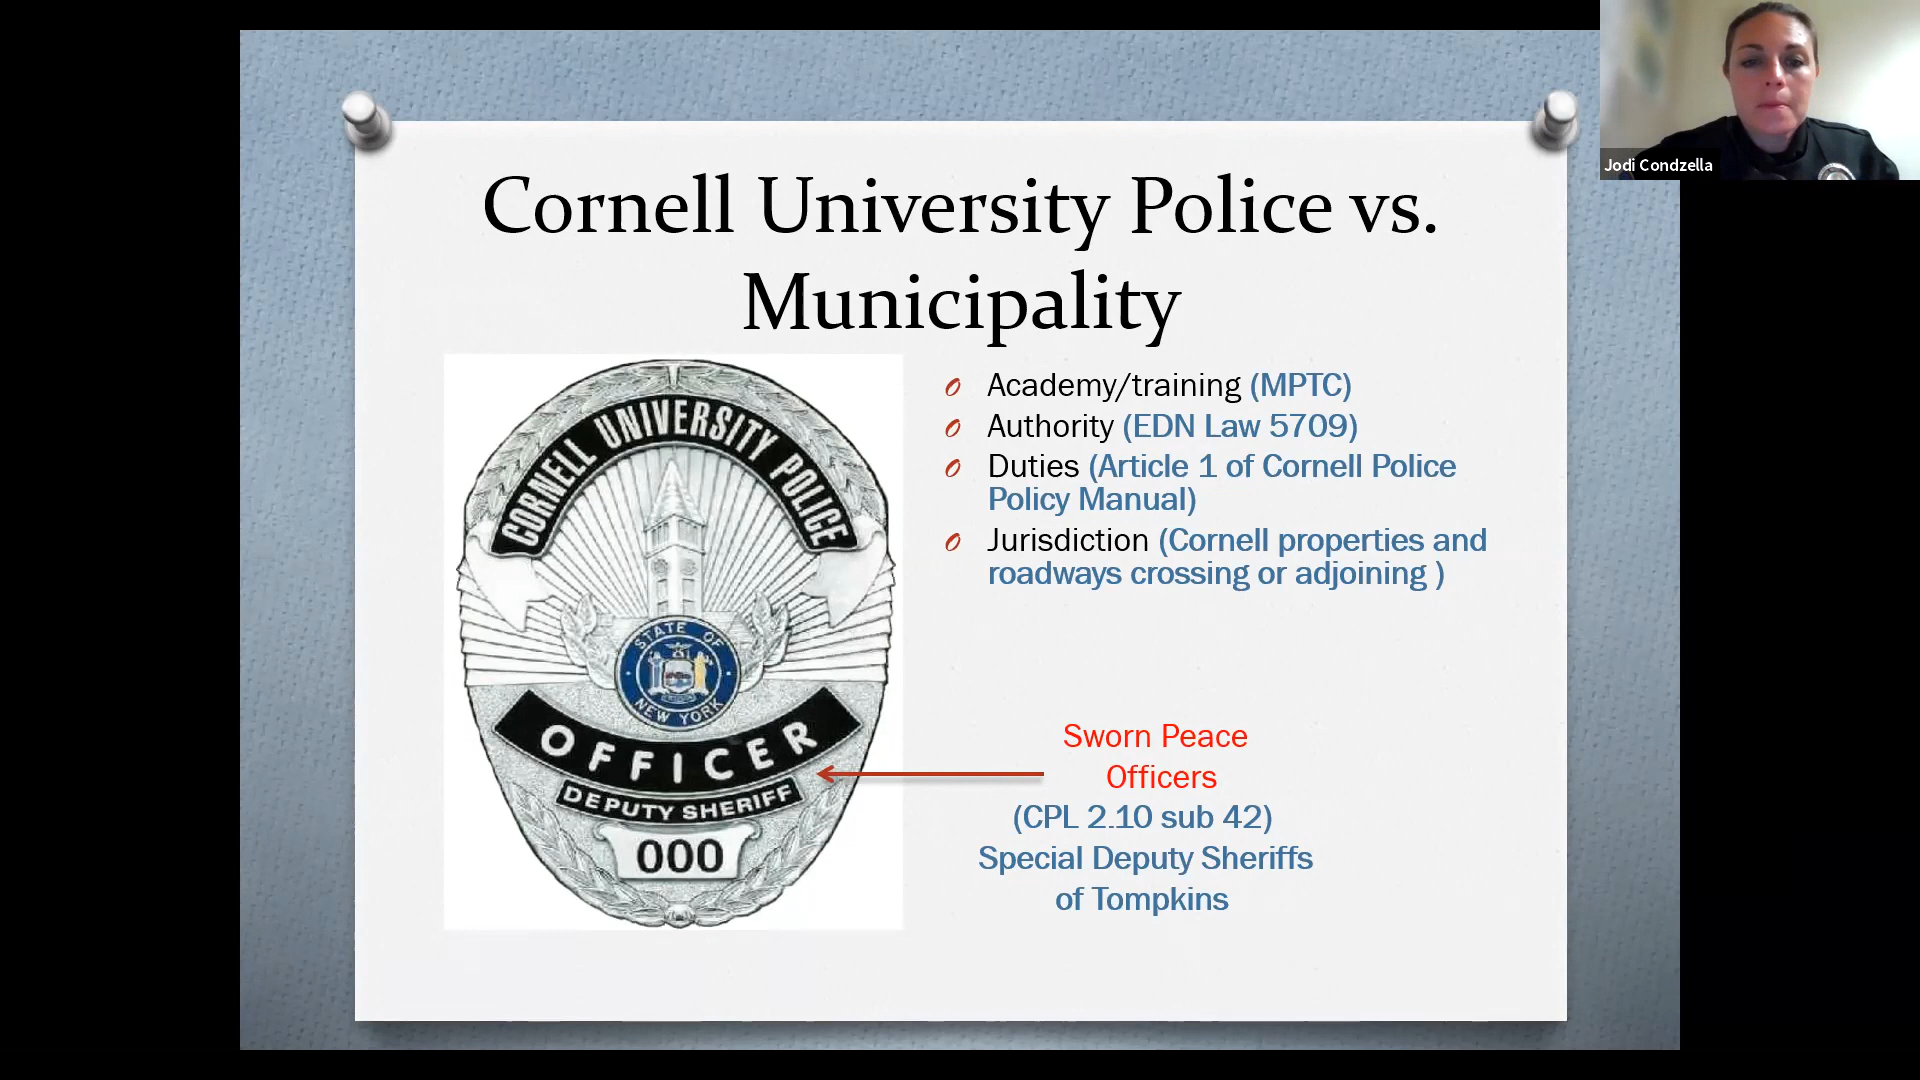 Cornell University Police vs.
Municipality
CORNELL UNIVERSITY POLICE
STATE OF
NEW YORK
OFFICER
DEPUTY SHERIFF
000
Academy/training (MPTC)
Authority (EDN Law 5709)
Duties (Article 1 of Cornell Police
Policy Manual)
Jurisdiction (Cornell properties and
roadways crossing or adjoining )
Sworn Peace
Officers
(CPL 2.10 sub 42)
Special Deputy Sheriffs
of Tompkins
Jodi Condzella